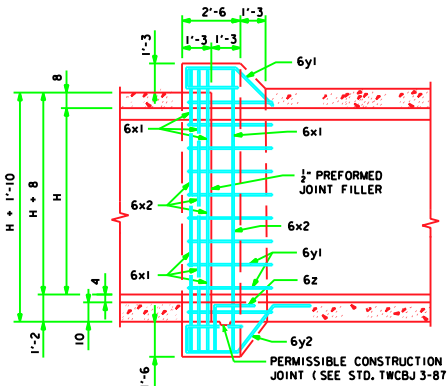 2'-6
1'-3
1'-3
1'-3
1'-3
8
6y1
6x1
6x1
½" PREFORMED
JOINT FILLER
6x2
6x2
H + 1'-10
H + 8
H
6y1
6x1
6z
4
10
1'-2
6y2
1'-6
PERMISSIBLE CONSTRUCTION
JOINT (SEE STD. TWCBJ 3-87